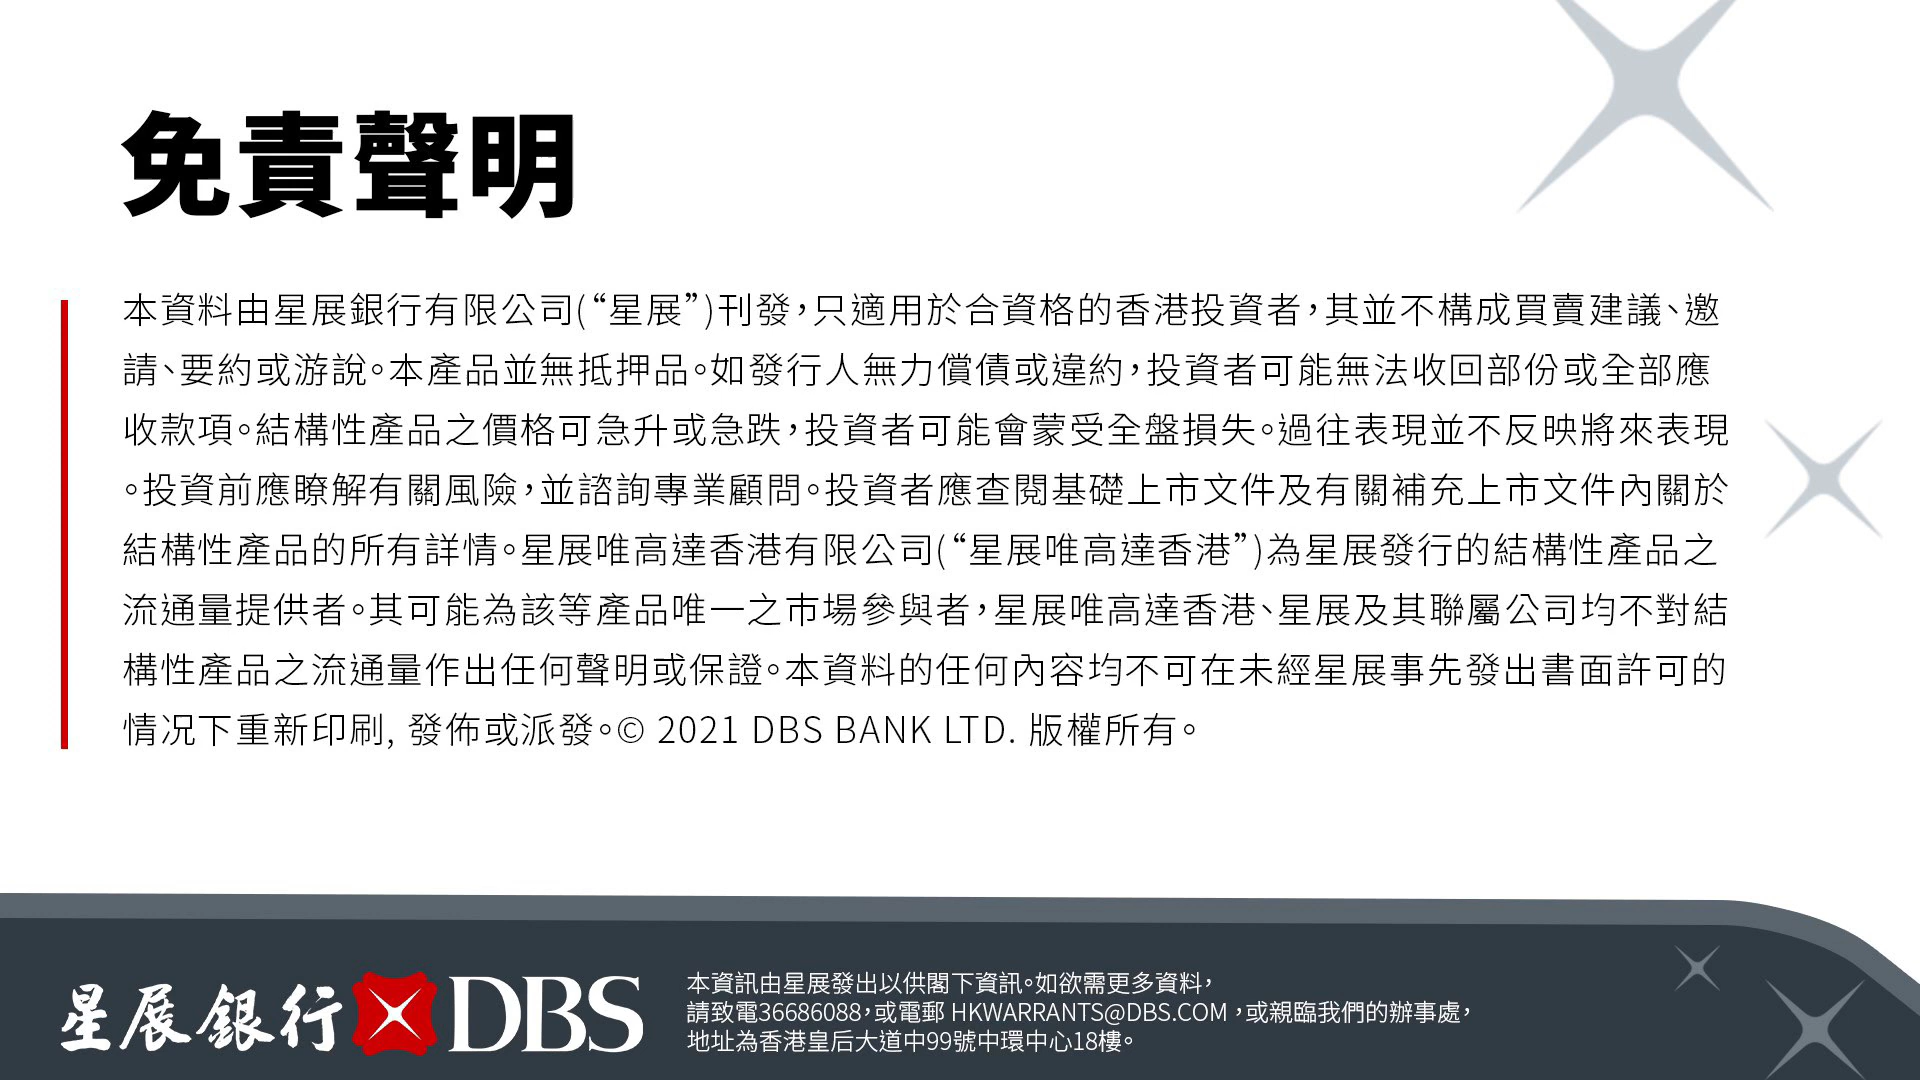 免責聲明
本資料由星展銀行有限公司(“星展”)刊發，只適用於合資格的香港投資者，其並不構成買賣建議、邀
請、要約或游說。本產品並無抵押品。如發行人無力償債或違約，投資者可能無法收回部份或全部應
收款項。結構性產品之價格可急升或急跌，投資者可能會蒙受全盤損失。過往表現並不反映將來表現
。投資前應瞭解有關風險，並諮詢專業顧問。投資者應查閱基礎上市文件及有關補充上市文件內關於
結構性產品的所有詳情。星展唯高達香港有限公司(“星展唯高達香港”)為星展發行的結構性產品之
流通量提供者。其可能為該等產品唯一之市場參與者，星展唯高達香港、星展及其聯屬公司均不對結
構性產品之流通量作出任何聲明或保證。本資料的任何內容均不可在未經星展事先發出書面許可的
情況下重新印刷, 發佈或派發。© 2021 DBS BANK LTD. 版權所有。
星展銀行 DBS
本資訊由星展發出以供閣下資訊。如欲需更多資料，
請致電36686088，或電郵 HKWARRANTS@DBS.COM ，或親臨我們的辦事處，
地址為香港皇后大道中99號中環中心18樓。